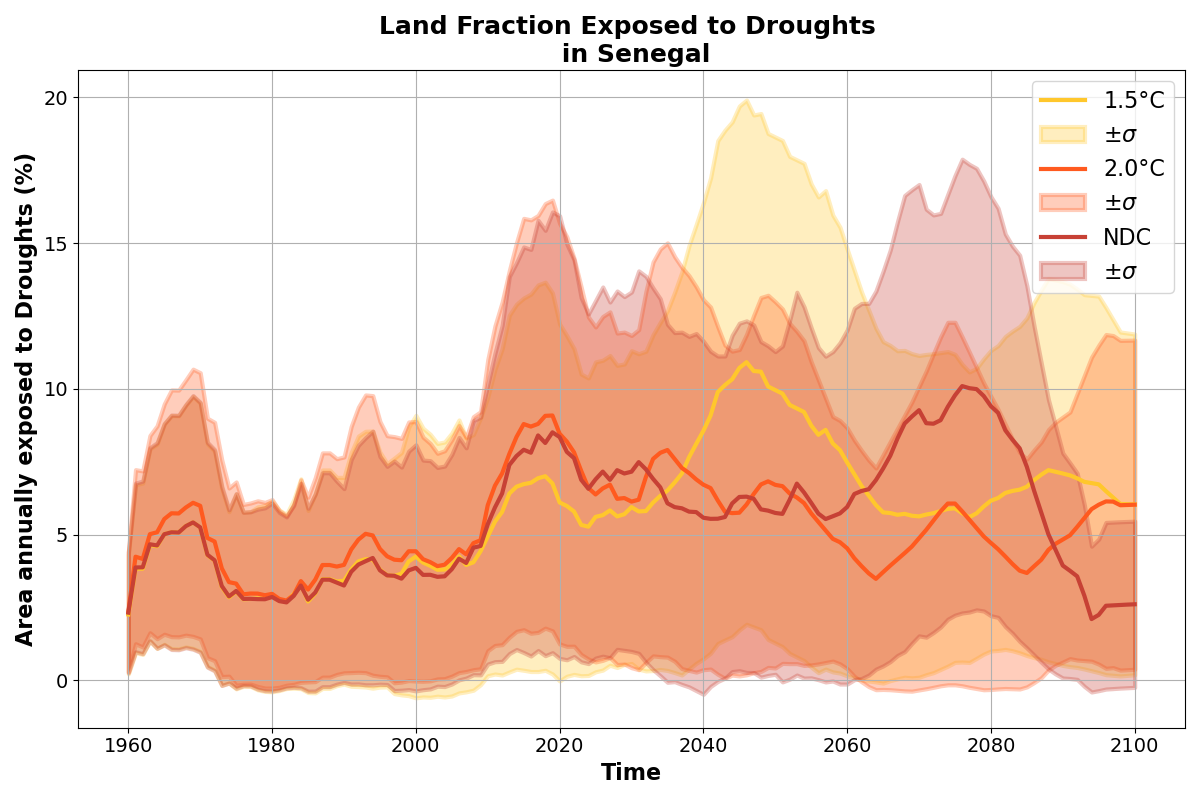 Land Fraction Exposed to Droughts
in Senegal
Area annually exposed to Droughts (%)
20
15
10
5
0
1960 1980 2000 2020 2040 2060 2080 2100
Time
1.5°C
±σ
2.0°C
±σ
NDC
±σ